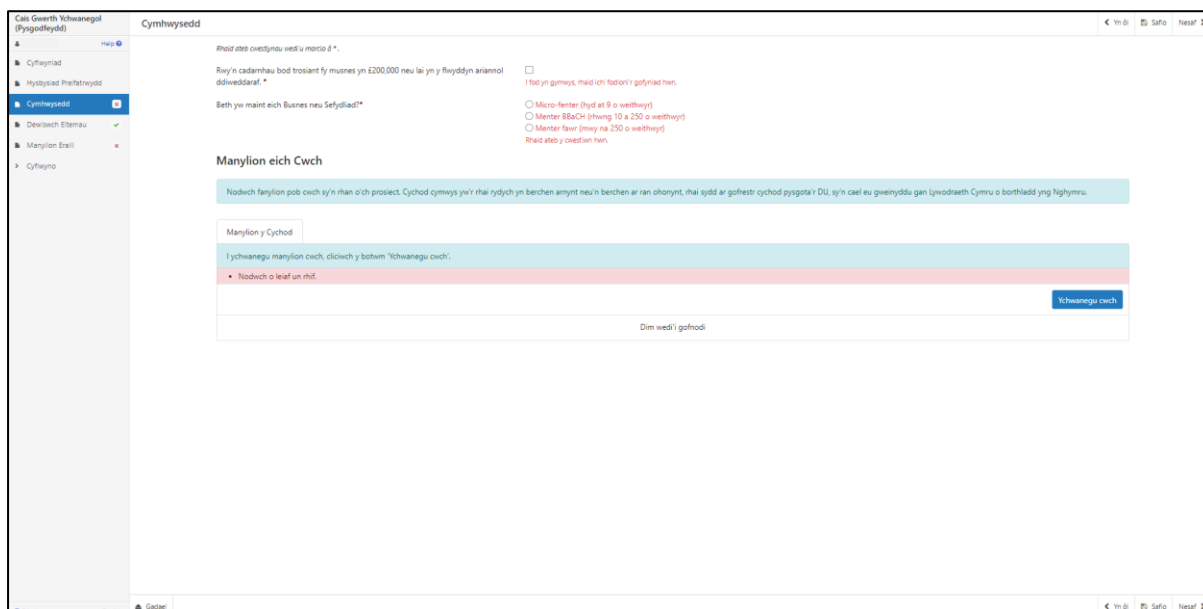 Cais Gwerth Ychwanegol
(Pysgodfeydd)
Help
Cyflwyniad
Hysbysiad Preifatrwydd
Cymhwysedd
Dewiswch Eitemau
Manylion Eraill
Cyflwyno
Cymhwysedd
Yn ôl Safio Nesaf
Rhaid ateb cwestiynau wedi'u marcio â *.
Rwy'n cadarnhau bod trosiant fy musnes yn £200,000 neu lai yn y flwyddyn ariannol
ddiweddaraf. *
I fod yn gymwys, rhaid ichi fodloni'r gofyniad hwn.
Beth yw maint eich Busnes neu Sefydliad?*
Micro-fenter (hyd at 9 o weithwyr)
Menter BBaCH (rhwng 10 a 250 o weithwyr)
Menter fawr (mwy na 250 o weithwyr)
Rhaid ateb y cwestiwn hwn.
Manylion eich Cwch
Nodwch fanylion pob cwch sy'n rhan o'ch prosiect. Cychod cymwys yw'r rhai rydych yn berchen arnynt neu'n berchen ar ran ohonynt, rhai sydd ar gofrestr cychod pysgota'r DU, sy'n cael eu gweinyddu gan Lywodraeth Cymru o borthladd yng Nghymru.
Manylion y Cychod
I ychwanegu manylion cwch, cliciwch y botwm 'Ychwanegu cwch'.
• Nodwch o leiaf un rhif.
Ychwanegu cwch
Dim wedi'i gofnodi
Gadael
Yn ôl Safio Nesaf